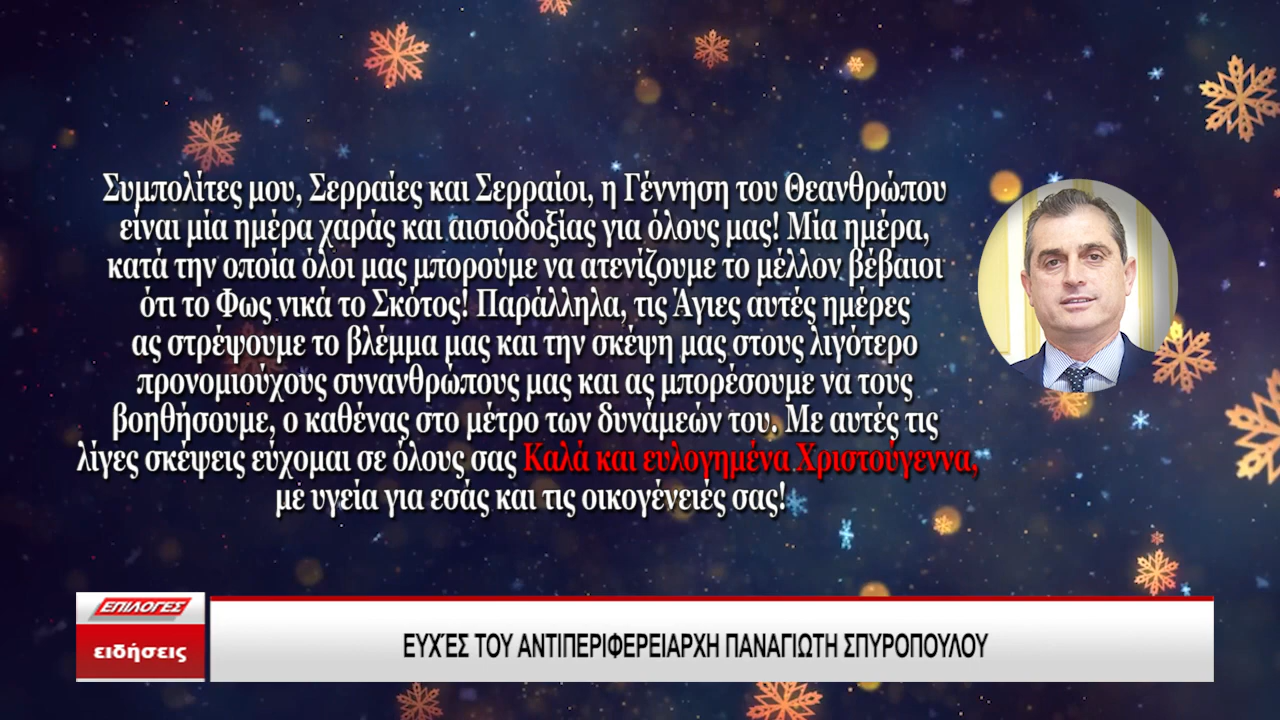 Συμπολίτες μου, Σερραίες και Σερραίοι, η Γέννηση του Θεανθρώπου
είναι μία ημέρα χαράς και αισιοδοξίας για όλους μας! Μία ημέρα,
κατά την οποία όλοι μας μπορούμε να ατενίζουμε το μέλλον βέβαιοι
ότι το Φως νικά το Σκότος! Παράλληλα, τις Άγιες αυτές ημέρες
ας στρέψουμε το βλέμμα μας και την σκέψη μας στους λιγότερο
προνομιούχους συνανθρώπους μας και ας μπορέσουμε να τους
βοηθήσουμε, ο καθένας στο μέτρο των δυνάμεών του. Με αυτές τις
λίγες σκέψεις εύχομαι σε όλους σας Καλά και ευλογημένα Χριστούγεννα,
με υγεία για εσάς και τις οικογένειές σας!
ΕΠΙΛΟΓΕΣ
ειδήσεις
ΕΥΧΈΣ ΤΟΥ ΑΝΤΙΠΕΡΙΦΕΡΕΙΑΡΧΗ ΠΑΝΑΓΙΩΤΗ ΣΠΥΡΟΠΟΥΛΟΥ